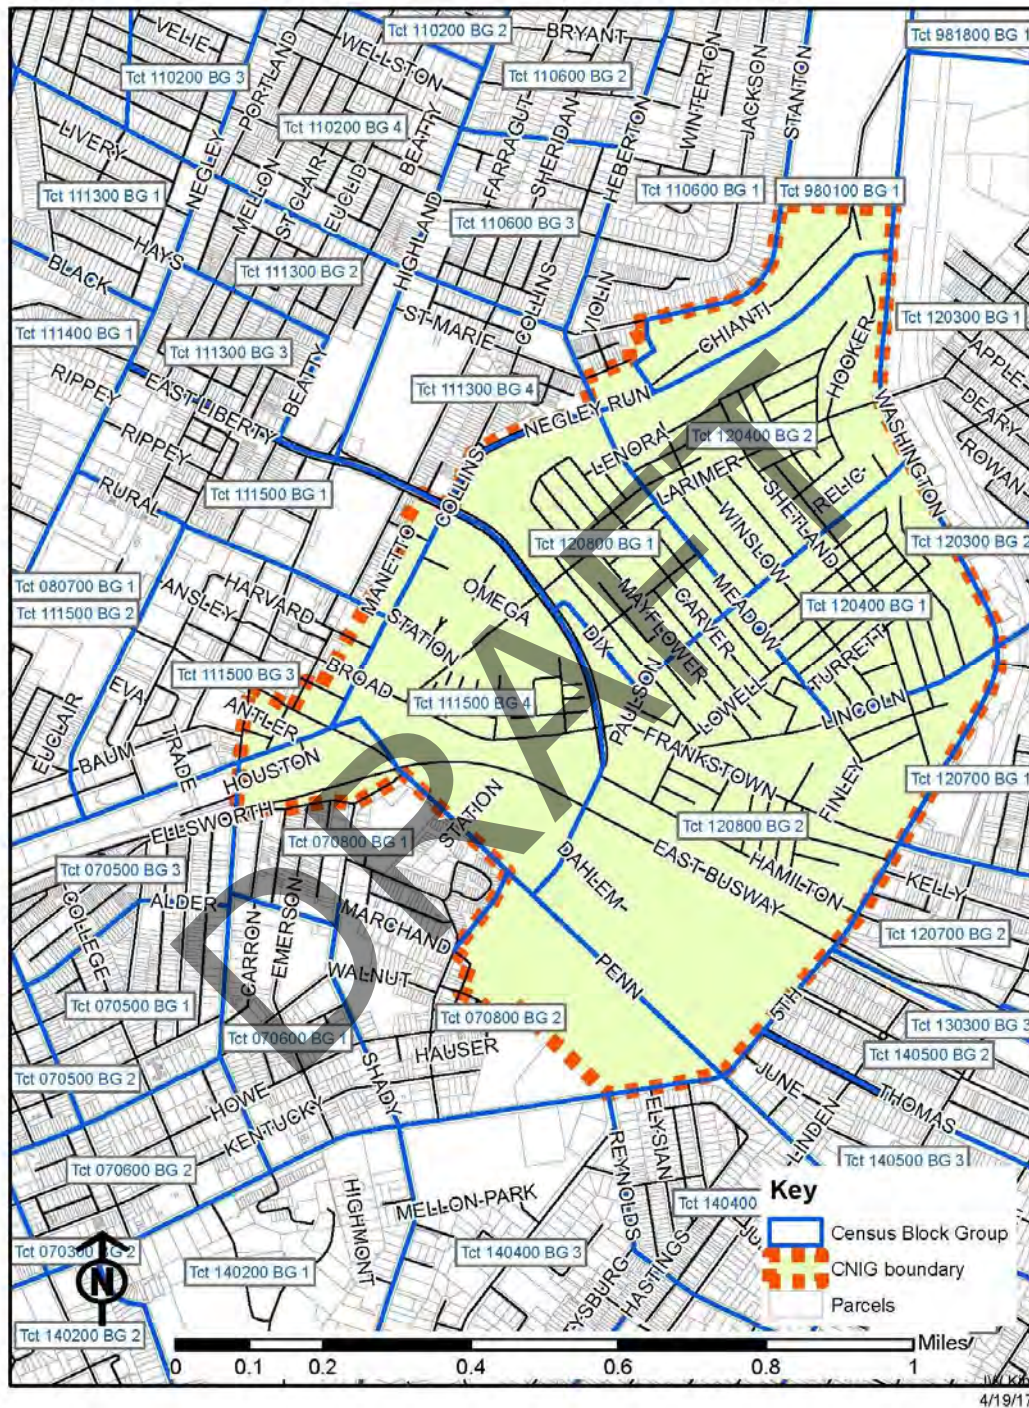 Tct 110200 BG 2
BRYANT
Tct 981800 BG 1
VELIE
PORTLAND
WELLSTON
WINTERTON
JACKSON
STANTON
Tct 110200 BG 3
Tct 110600 BG 2
LIVERY
Tct 110200 BG 4
BEATTY
FARRAGUT
SHERIDAN
HEBERTON
NEGLEY
MELLON
ST CLAIR
EUCLID
Tct 111300 BG 1
Tct 110600 BG 1
Tct 980100 BG 1
HIGHLAND
Tct 110600 BG 3
HAYS
BLACK
Tct 111300 BG 2
COLLINS
VIOLIN
ST MARIE
CHIANTI
Tct 120300 BG 1
Tct 111400 BG 1
Tct 111300 BG 3
HOOKER
APPLE
RIPPEY
EAST LIBERTY
BEATTY
Tct 111300 BG 4
NEGLEY RUN
WASHINGTON
DEARY
ROWAN
RIPPEY
LENORA
Tct 120400 BG 2
COLLINS
LARIMER
SHETLAND
RELIC
RURAL
Tct 111500 BG 1
WINSLOW
MANETTO
Tct 120800 BG 1
Tct 120300 BG 2
Tct 080700 BG 1
Tct 111500 BG 2
ANSLEY
HARVARD
OMEGA
MAYFLOWER
CARVER
MEADOW
Tct 120400 BG 1
STATION
DIX
TURRETT
Tct 111500 BG 3
BROAD
PAULSON
LOWELL
LINCOLN
EVA
ANTLER
Tct 111500 BG 4
EUCLAIR
BAUM
TRADE
HOUSTON
FRANKSTOWN
FINLEY
Tct 120700 BG 1
ELLSWORTH
STATION
Tct 070800 BG 1
Tct 120800 BG 2
Tct 070500 BG 3
DAHLEM
EAST BUSWAY
HAMILTON
KELLY
ALDER
COLLEGE
CARRON
EMERSON
MARCHAND
Tct 120700 BG 2
WALNUT
PENN
Tct 070500 BG 1
5TH
Tct 070800 BG 2
Tct 130300 BG 3
Tct 070600 BG 1
HAUSER
Tct 140500 BG 2
Tct 070500 BG 2
SHADY
JUNE
HOWE
KENTUCKY
ELYSIAN
LINDEN
THOMAS
REYNOLDS
Tct 070600 BG 2
Tct 140500 BG 3
HIGHMONT
MELLON PARK
Tct 140400
Key
Census Block Group
Tct 070300 BG 2
Tct 140200 BG 1
Tct 140400 BG 3
HASTINGS
CNIG boundary
N
Parcels
Tct 140200 BG 2
Miles
0 0.1 0.2 0.4 0.6 0.8 1
4/19/17
DRAFT